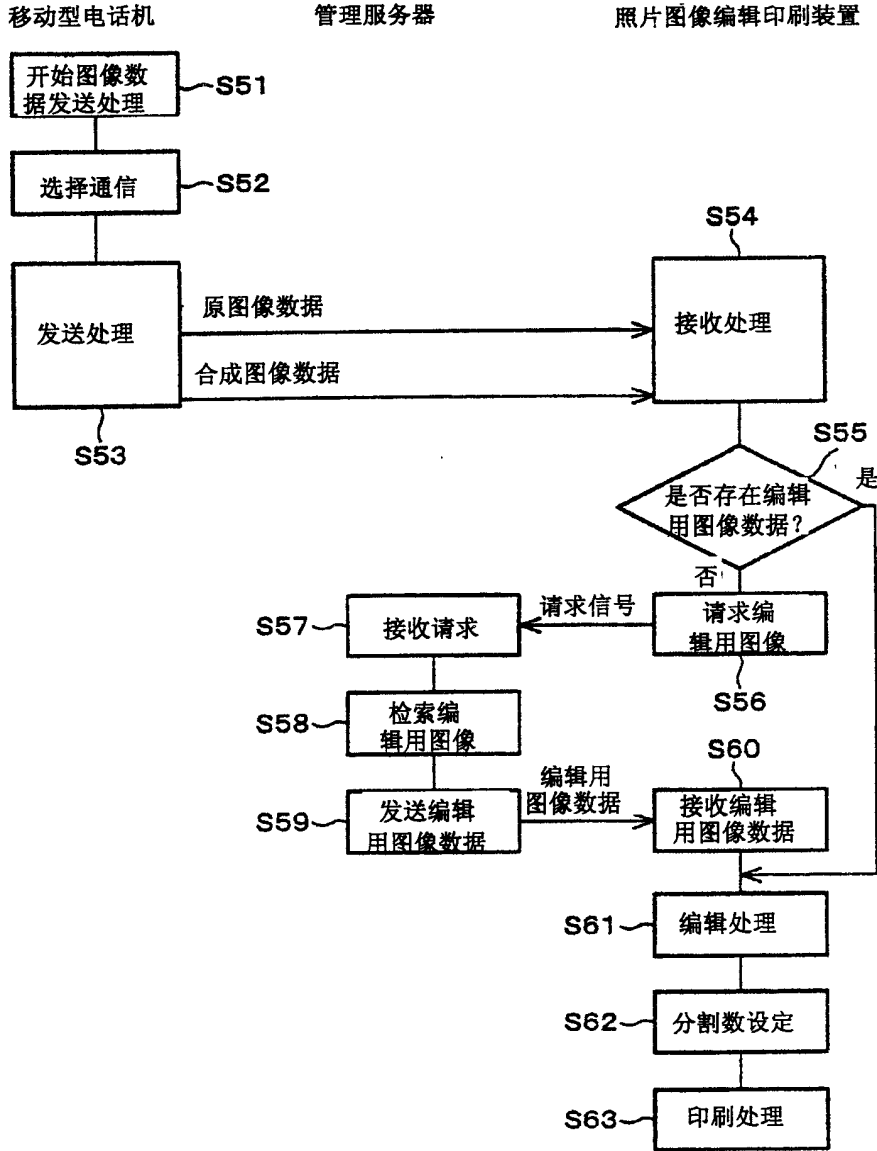 移动型电话机
管理服务器
照片图像编辑印刷装置
开始图像数
据发送处理
S51
选择通信
S52
S54
发送处理
原图像数据
合成图像数据
接收处理
S53
S55
是
是否存在编辑
用图像数据?
否
S57
接收请求
请求信号
请求编
辑用图像
S56
S58
检索编
辑用图像
S60
S59
发送编辑
用图像数据
编辑用
图像数据
接收编辑
用图像数据
S61
编辑处理
S62
分割数设定
S63
印刷处理